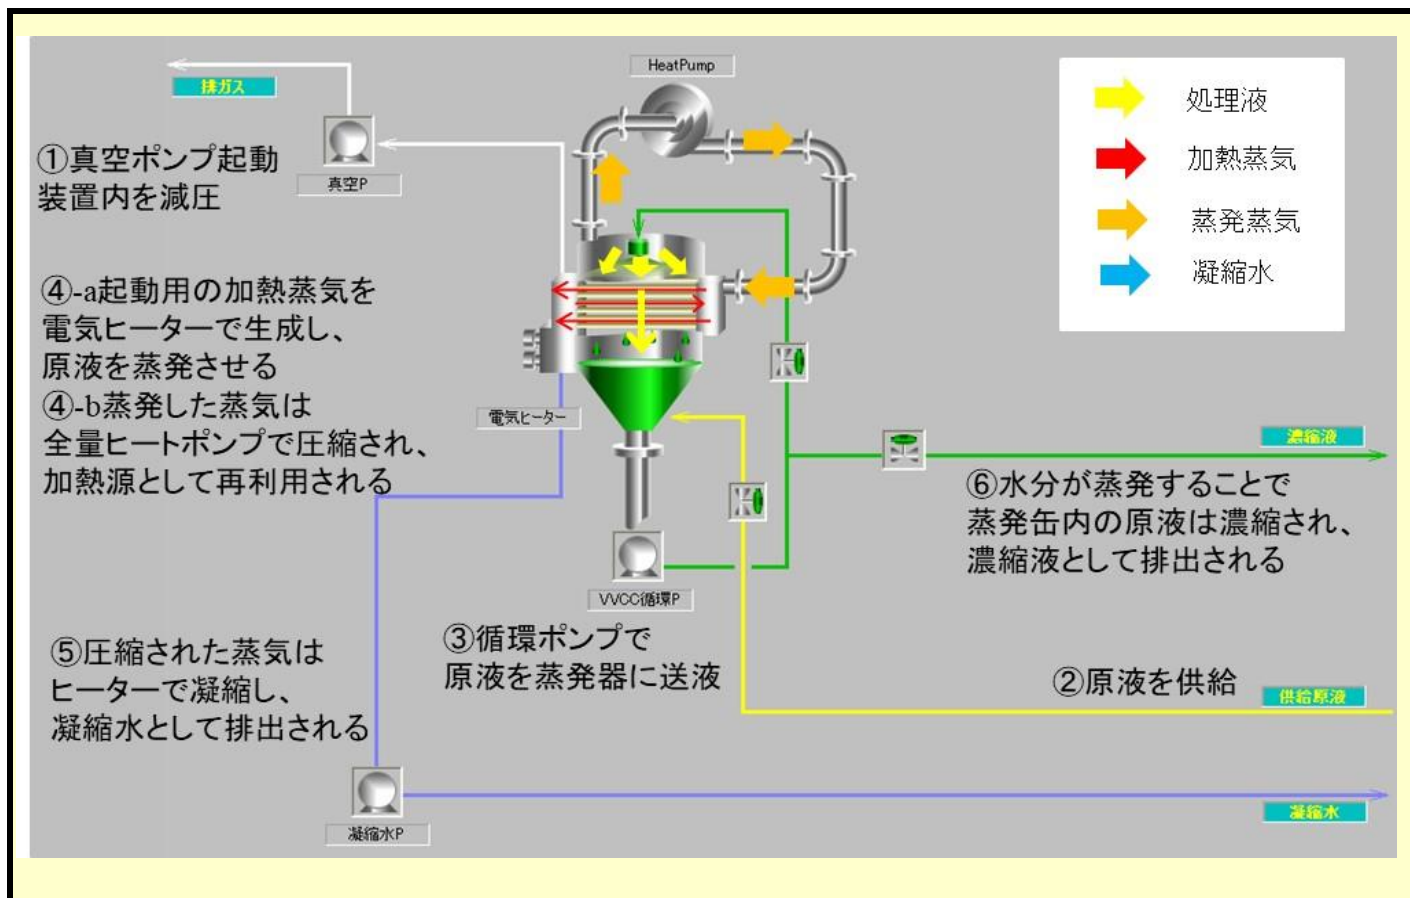 HeatPump
排ガス
①真空ポンプ起動
装置内を減圧
真空P
処理液
加熱蒸気
蒸発蒸気
凝縮水
④-a起動用の加熱蒸気を
電気ヒーターで生成し、
原液を蒸発させる
④-b蒸発した蒸気は
全量ヒートポンプで圧縮され、
加熱源として再利用される
電気ヒーター
濃縮液
⑥水分が蒸発することで
蒸発缶内の原液は濃縮され、
濃縮液として排出される
VVCC循環P
③循環ポンプで
原液を蒸発器に送液
②原液を供給
供給原液
⑤圧縮された蒸気は
ヒーターで凝縮し、
凝縮水として排出される
凝縮水P
凝縮水